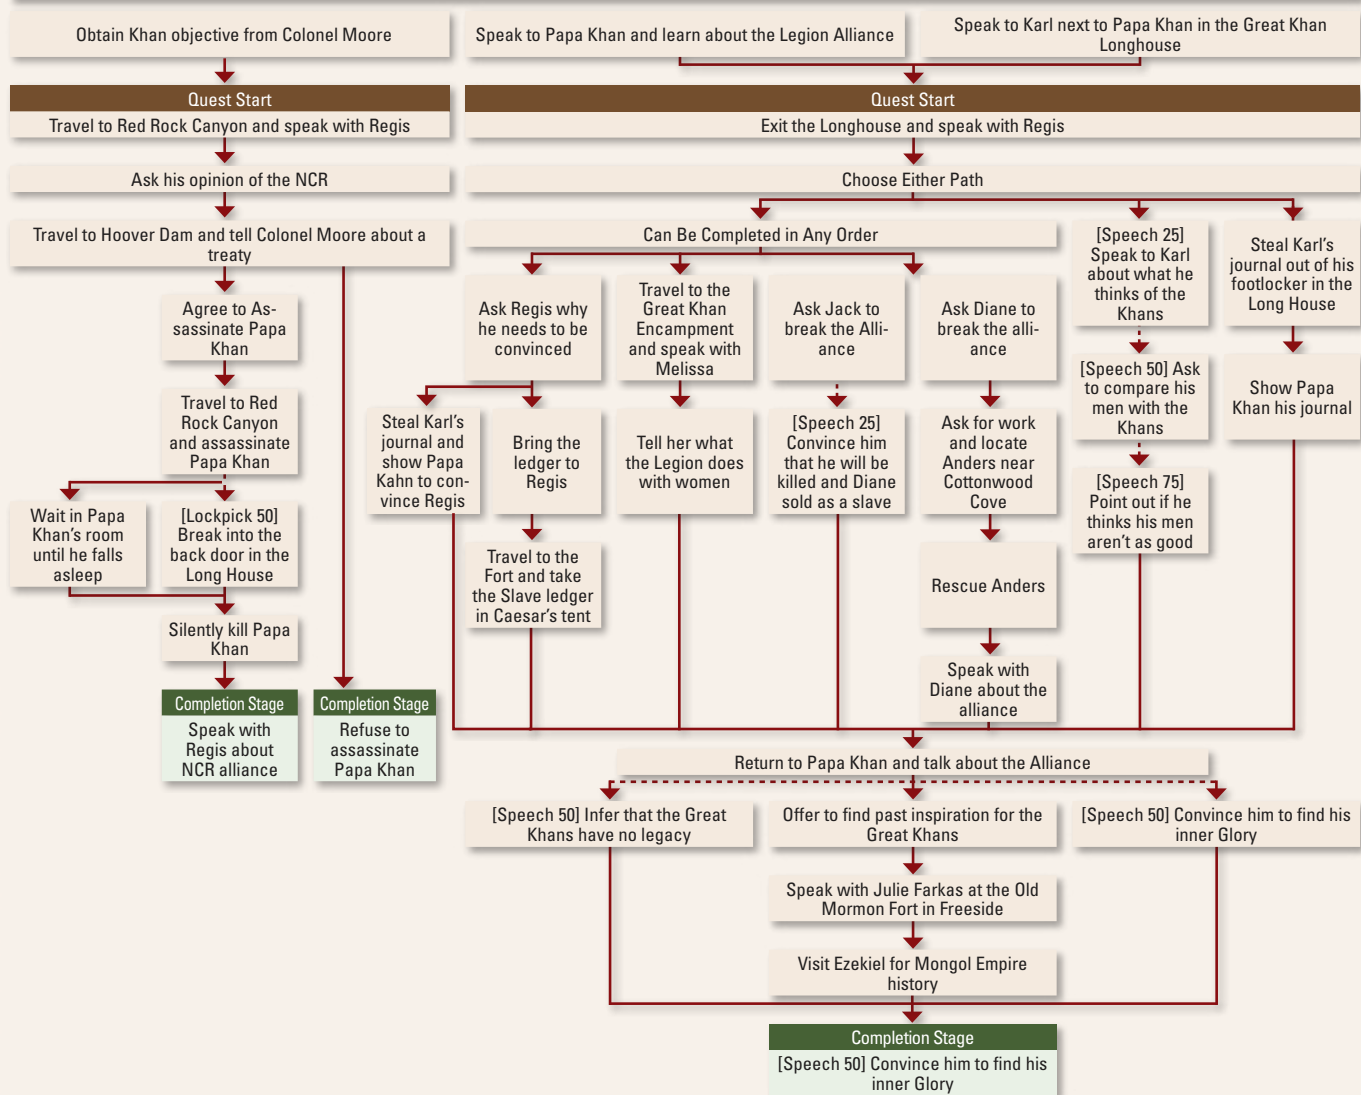 Obtain Khan objective from Colonel Moore
Speak to Papa Khan and learn about the Legion Alliance
Speak to Karl next to Papa Khan in the Great Khan
Longhouse
Quest Start
Travel to Red Rock Canyon and speak with Regis
Quest Start
Exit the Longhouse and speak with Regis
Ask his opinion of the NCR
Choose Either Path
Travel to Hoover Dam and tell Colonel Moore about a
treaty
Can Be Completed in Any Order
[Speech 25]
Speak to Karl
about what he
thinks of the
Khans
Steal Karl's
journal out of his
footlocker in the
Long House
Agree to As-
sassinate Papa
Khan
Ask Regis why
he needs to be
convinced
Travel to the
Great Khan
Encampment
and speak with
Melissa
Ask Jack to
break the Alli-
ance
Ask Diane to
break the alli-
ance
[Speech 50] Ask
to compare his
men with the
Khans
Show Papa
Khan his journal
Travel to Red
Rock Canyon
and assassinate
Papa Khan
Steal Karl's
journal and
show Papa
Kahn to con-
vince Regis
Bring the
ledger to
Regis
Tell her what
the Legion does
with women
[Speech 25]
Convince him
that he will be
killed and Diane
sold as a slave
Ask for work
and locate
Anders near
Cottonwood
Cove
[Speech 75]
Point out if he
thinks his men
aren't as good
Wait in Papa
Khan's room
until he falls
asleep
[Lockpick 50]
Break into the
back door in the
Long House
Travel to the
Fort and take
the Slave ledger
in Caesar's tent
Rescue Anders
Silently kill Papa
Khan
Speak with
Diane about the
alliance
Completion Stage
Speak with
Regis about
NCR alliance
Completion Stage
Refuse to
assassinate
Papa Khan
Return to Papa Khan and talk about the Alliance
[Speech 50] Infer that the Great
Khans have no legacy
Offer to find past inspiration for the
Great Khans
[Speech 50] Convince him to find his
inner Glory
Speak with Julie Farkas at the Old
Mormon Fort in Freeside
Visit Ezekiel for Mongol Empire
history
Completion Stage
[Speech 50] Convince him to find his
inner Glory